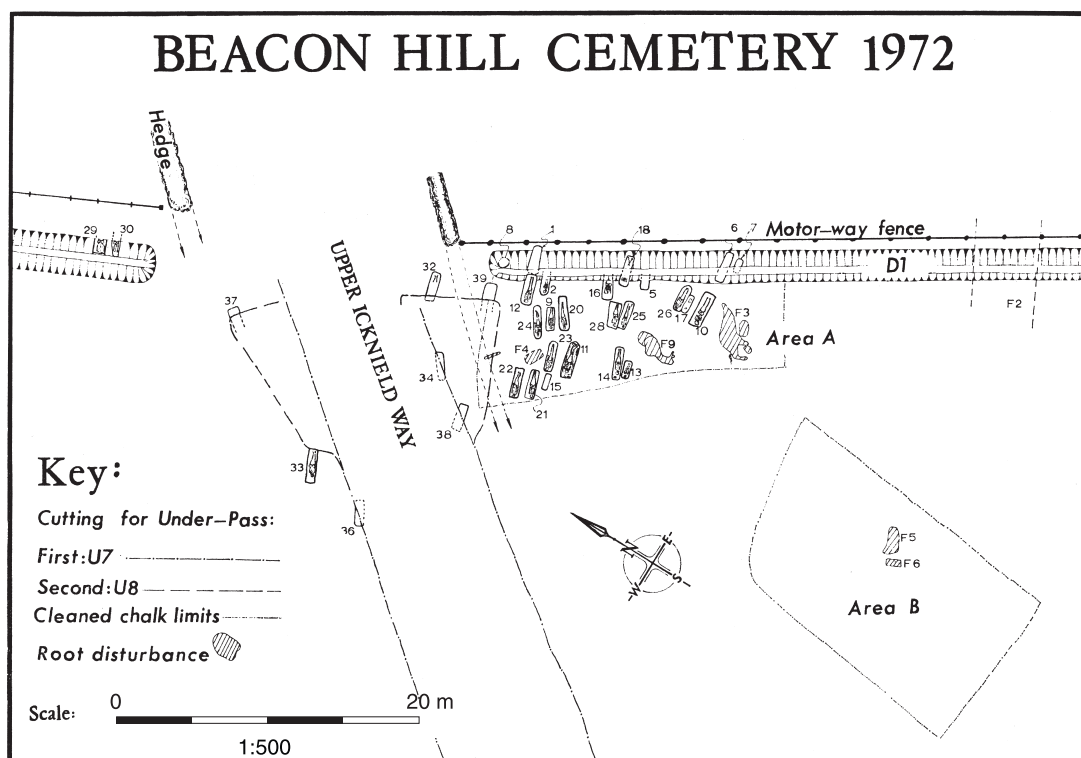 BEACON HILL CEMETERY 1972
Hedge
Motor-way fence
D1
29
30
8
1
18
6
7
37
32
39
12
2
16
5
9
20
24
28
25
26
17
10
F3
F2
Area A
UPPER ICKNIELD WAY
F4
23
11
F9
34
22
15
14
3
13
21
38
33
36
Key:
Cutting for Under-Pass:
First:U7
Second:U8
Cleaned chalk limits
Root disturbance
N
E
S
W
F5
F6
Area B
Scale:
0
20 m
1:500